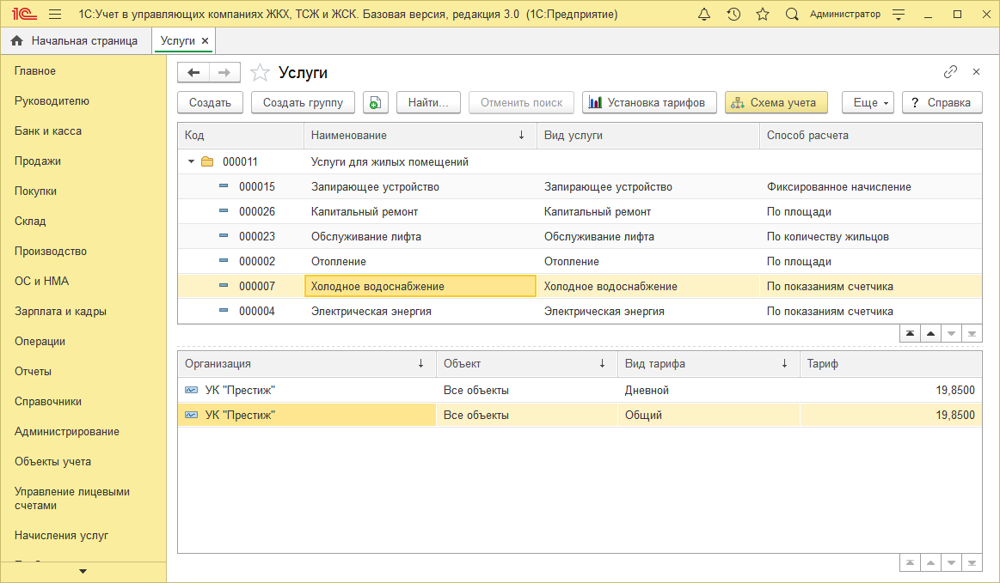 1С:Учет в управляющих компаниях ЖКХ, ТСЖ и ЖСК. Базовая версия, редакция 3.0 (1С:Предприятие)
Администратор
Начальная страница
Услуги ×
Главное
Руководителю
Банк и касса
Продажи
Покупки
Склад
Производство
ОС и НМА
Зарплата и кадры
Операции
Отчеты
Справочники
Администрирование
Объекты учета
Управление лицевыми
счетами
Начисления услуг
Услуги
Создать Создать группу Найти... Отменить поиск Установка тарифов Схема учета Еще ? Справка
Код Наименование ↓ Вид услуги Способ расчета
000011 Услуги для жилых помещений
000015 Запирающее устройство Запирающее устройство Фиксированное начисление
000026 Капитальный ремонт Капитальный ремонт По площади
000023 Обслуживание лифта Обслуживание лифта По количеству жильцов
000002 Отопление Отопление По площади
000007 Холодное водоснабжение Холодное водоснабжение По показаниям счетчика
000004 Электрическая энергия Электрическая энергия По показаниям счетчика
Организация ↓ Объект ↓ Вид тарифа ↓ Тариф
УК "Престиж" Все объекты Дневной 19,8500
УК "Престиж" Все объекты Общий 19,8500